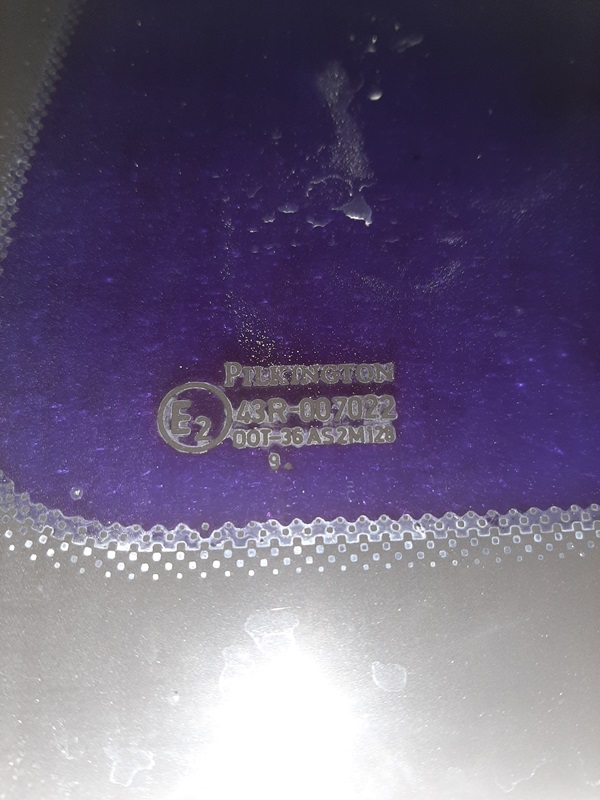 PILKINGTON
E2 43R-007022
DOT-36 AS2 M128
9.